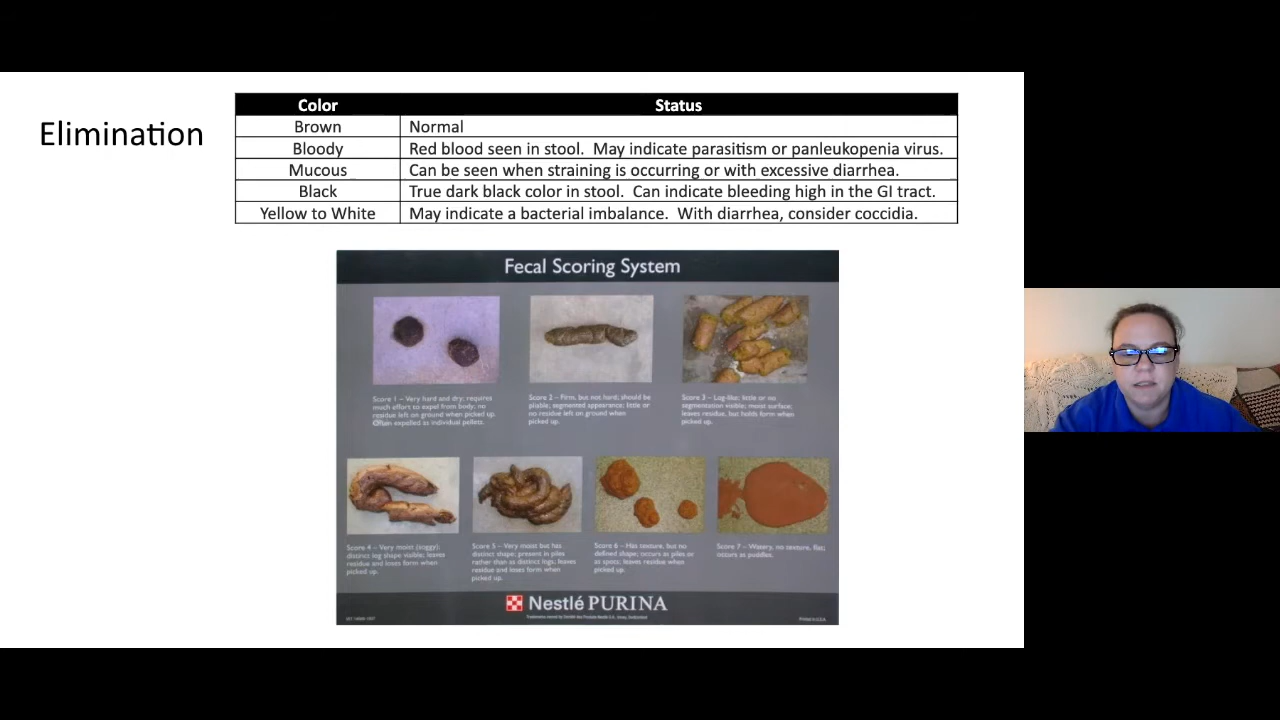 Elimination
Color Status
Brown Normal
Bloody Red blood seen in stool. May indicate parasitism or panleukopenia virus.
Mucous Can be seen when straining is occurring or with excessive diarrhea.
Black True dark black color in stool. Can indicate bleeding high in the GI tract.
Yellow to White May indicate a bacterial imbalance. With diarrhea, consider coccidia.
Fecal Scoring System
Score 1 – Very hard and dry; requires
much effort to expel from body; no
residue left on ground when picked up.
Often expelled as individual pellets.
Score 2 – Firm, but not hard; should be
pliable; segmented appearance; little or
no residue left on ground when
picked up.
Score 3 – Log-like; little or no
segmentation visible; moist surface;
leaves residue, but holds form when
picked up.
Score 4 – Very moist (soggy);
distinct log shape visible; leaves
residue and loses form when
picked up.
Score 5 – Very moist but has
distinct shape; present in piles
rather than as distinct logs; leaves
residue and loses form when
picked up.
Score 6 – Has texture, but no
defined shape; occurs as piles or
as spots; leaves residue when
picked up.
Score 7 – Watery, no texture, flat;
occurs as puddles.
Nestlé PURINA
Printed in U.S.A.